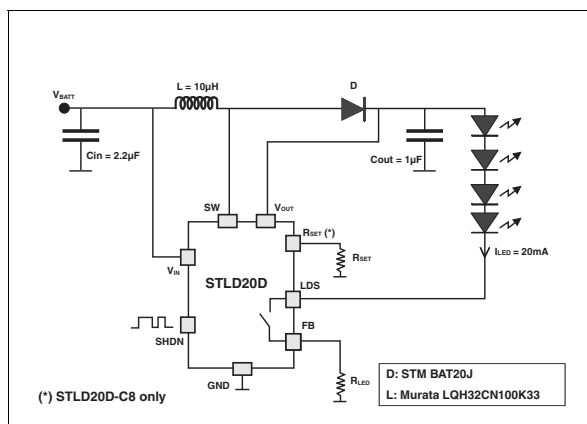 L = 10µH
D
VBATT
Cin = 2.2µF
Cout = 1µF
SW
VOUT
RSET (*)
RSET
ILED = 20mA
VIN
STLD20D
LDS
SHDN
FB
RLED
GND
D: STM BAT20J
L: Murata LQH32CN100K33
(*) STLD20D-C8 only